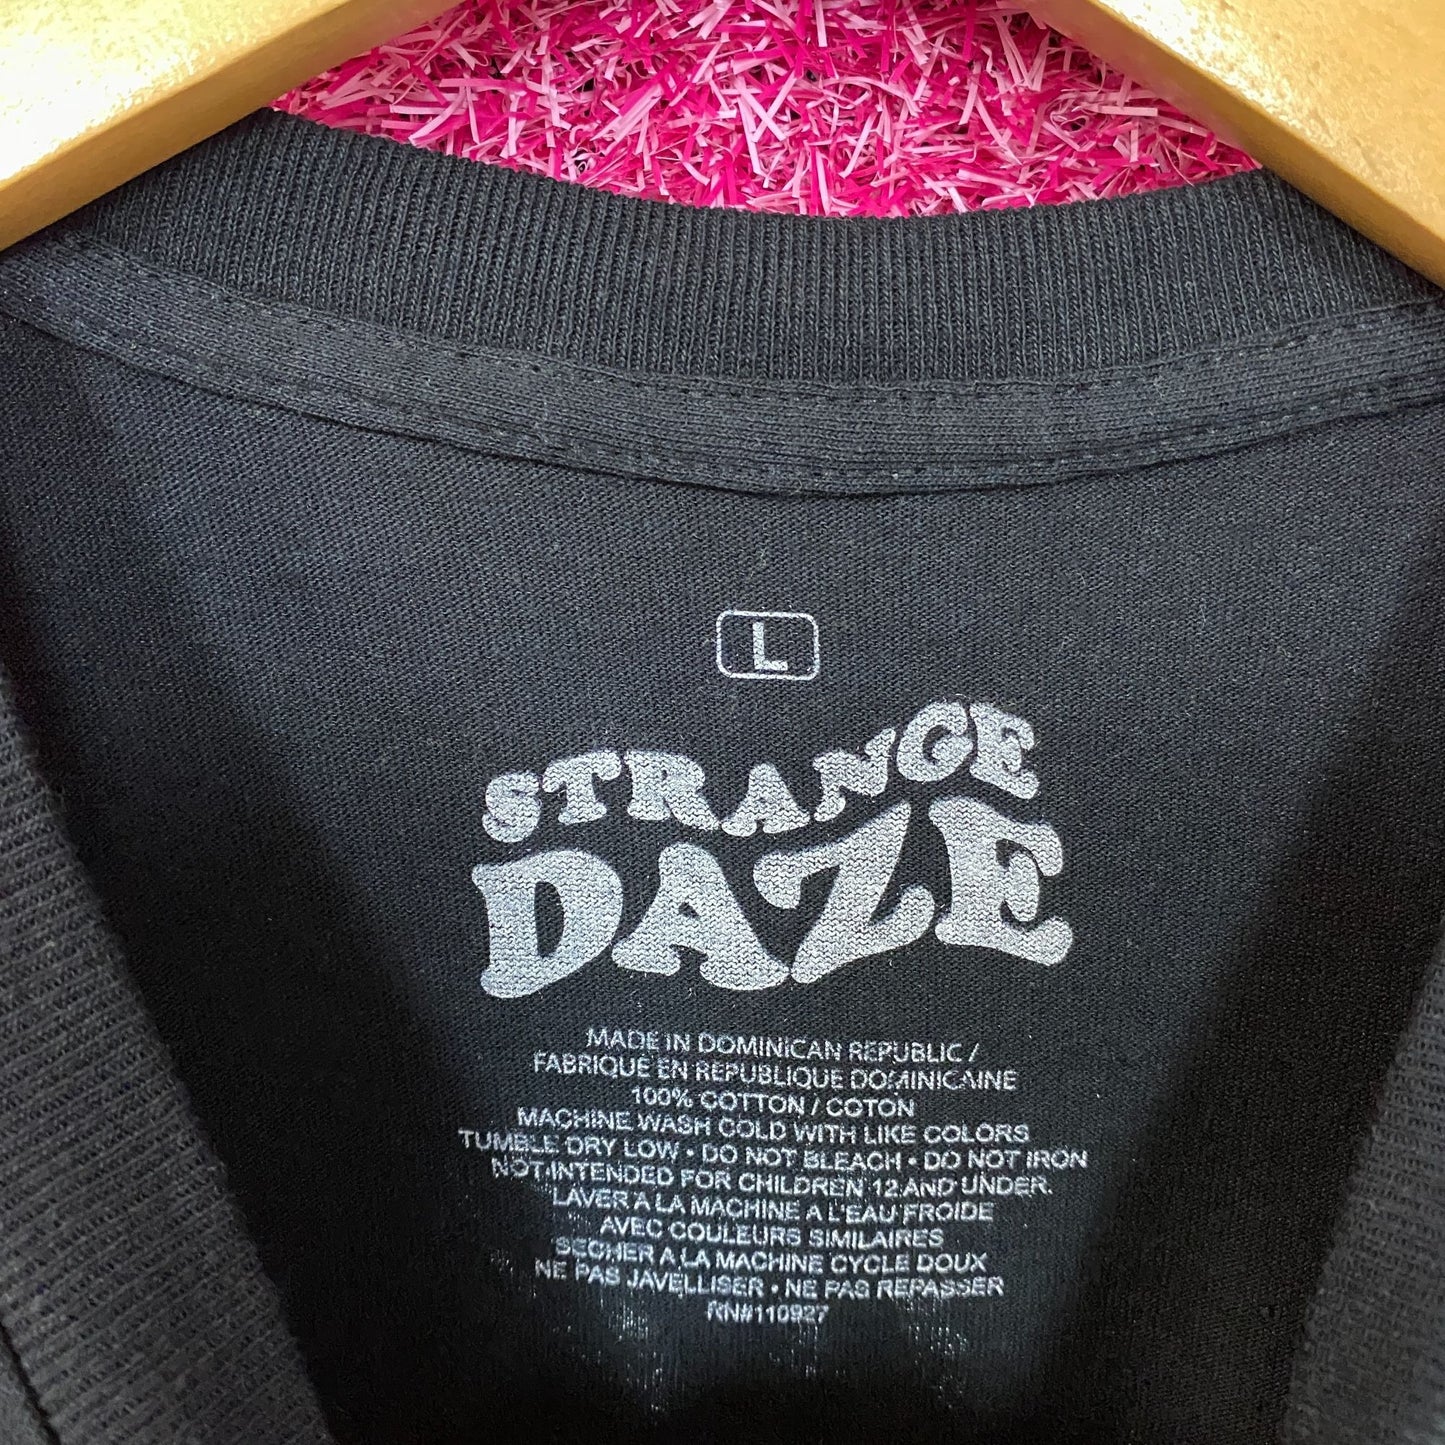 L
STRANGE
DAZE
MADE IN DOMINICAN REPUBLIC /
FABRIQUE EN REPUBLIQUE DOMINICAINE
100% COTTON / COTON
MACHINE WASH COLD WITH LIKE COLORS
TUMBLE DRY LOW • DO NOT BLEACH • DO NOT IRON
NOT INTENDED FOR CHILDREN 12 AND UNDER.
LAVER A LA MACHINE A L'EAU FROIDE
AVEC COULEURS SIMILAIRES
SECHER A LA MACHINE CYCLE DOUX
NE PAS JAVELLISER • NE PAS REPASSER
RN#110927